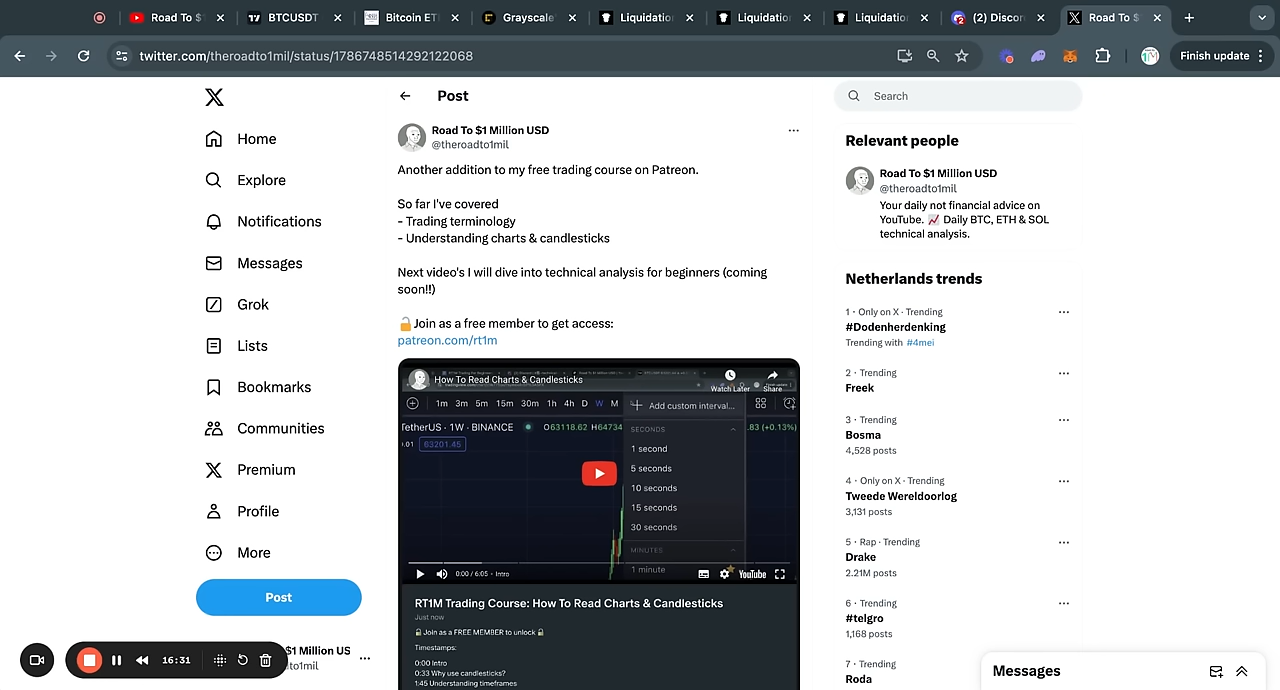 Road To $
BTCUSDT
Bitcoin ET
Grayscale
Liquidatio
Liquidatio
Liquidatio
(2) Discor
Road To $
twitter.com/theroadto1mil/status/1786748514292122068
Finish update
Home
Explore
Notifications
Messages
Grok
Lists
Bookmarks
Communities
Premium
Profile
More
Post
$1 Million US
to1mil
16:31
Post
Road To $1 Million USD
@theroadto1mil
Another addition to my free trading course on Patreon.
So far I've covered
- Trading terminology
- Understanding charts & candlesticks
Next video's I will dive into technical analysis for beginners (coming
soon!!)
🔓Join as a free member to get access:
patreon.com/rt1m
How To Read Charts & Candlesticks
Watch Later
Share
1m 3m 5m 15m 30m 1h 4h D W M
Add custom interval...
TetherUS · 1W · BINANCE
O63118.62 H64734
.83 (+0.13%)
.01
63201.45
SECONDS
1 second
5 seconds
10 seconds
15 seconds
30 seconds
MINUTES
1 minute
0:00 / 6:05 · Intro
YouTube
RT1M Trading Course: How To Read Charts & Candlesticks
Just now
🔒Join as a FREE MEMBER to unlock🔒
Timestamps:
0:00 Intro
0:33 Why use candlesticks?
1:45 Understanding timeframes
Search
Relevant people
Road To $1 Million USD
@theroadto1mil
Your daily not financial advice on
YouTube. 📈 Daily BTC, ETH & SOL
technical analysis.
Netherlands trends
1 · Only on X · Trending
#Dodenherdenking
Trending with #4mei
2 · Trending
Freek
3 · Trending
Bosma
4,528 posts
4 · Only on X · Trending
Tweede Wereldoorlog
3,131 posts
5 · Rap · Trending
Drake
2.21M posts
6 · Trending
#telgro
1,168 posts
7 · Trending
Roda
Messages